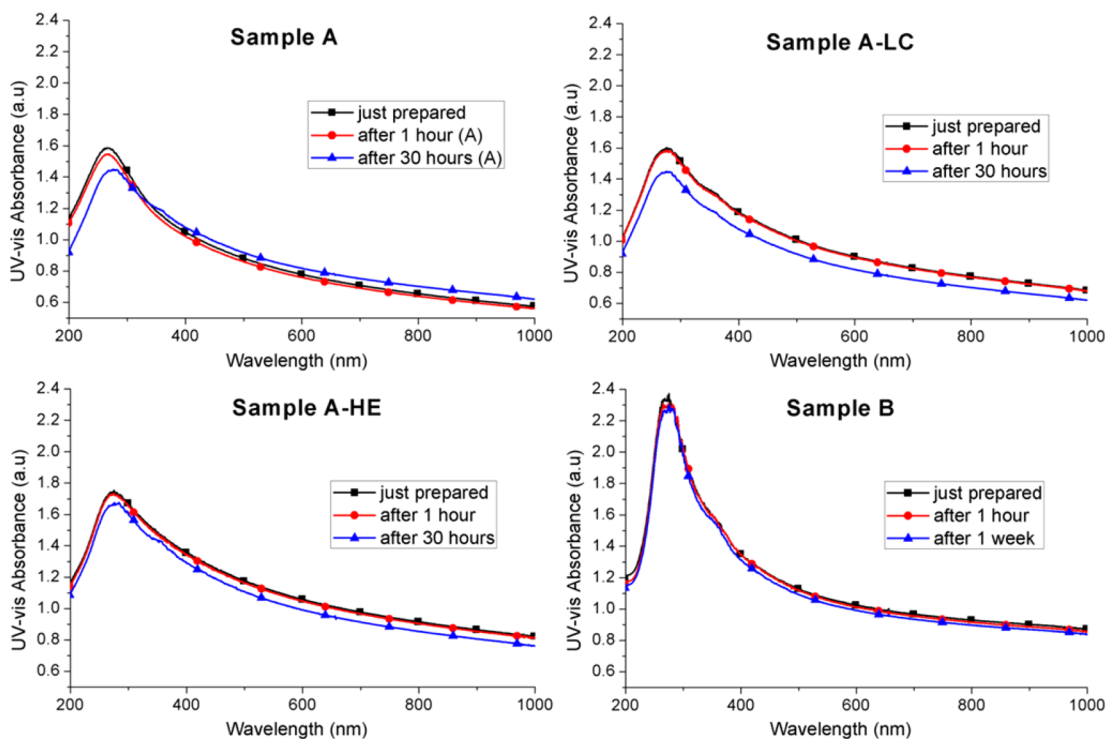 Sample A
UV-vis Absorbance (a.u)
2.4
2.2
2.0
1.8
1.6
1.4
1.2
1.0
0.8
0.6
just prepared
after 1 hour (A)
after 30 hours (A)
200 400 600 800 1000
Wavelength (nm)
Sample A-LC
UV-vis Absorbance (a.u)
2.4
2.2
2.0
1.8
1.6
1.4
1.2
1.0
0.8
0.6
just prepared
after 1 hour
after 30 hours
200 400 600 800 1000
Wavelength (nm)
Sample A-HE
UV-vis Absorbance (a.u)
2.4
2.2
2.0
1.8
1.6
1.4
1.2
1.0
0.8
0.6
just prepared
after 1 hour
after 30 hours
200 400 600 800 1000
Wavelength (nm)
Sample B
UV-vis Absorbance (a.u)
2.4
2.2
2.0
1.8
1.6
1.4
1.2
1.0
0.8
0.6
just prepared
after 1 hour
after 1 week
200 400 600 800 1000
Wavelength (nm)